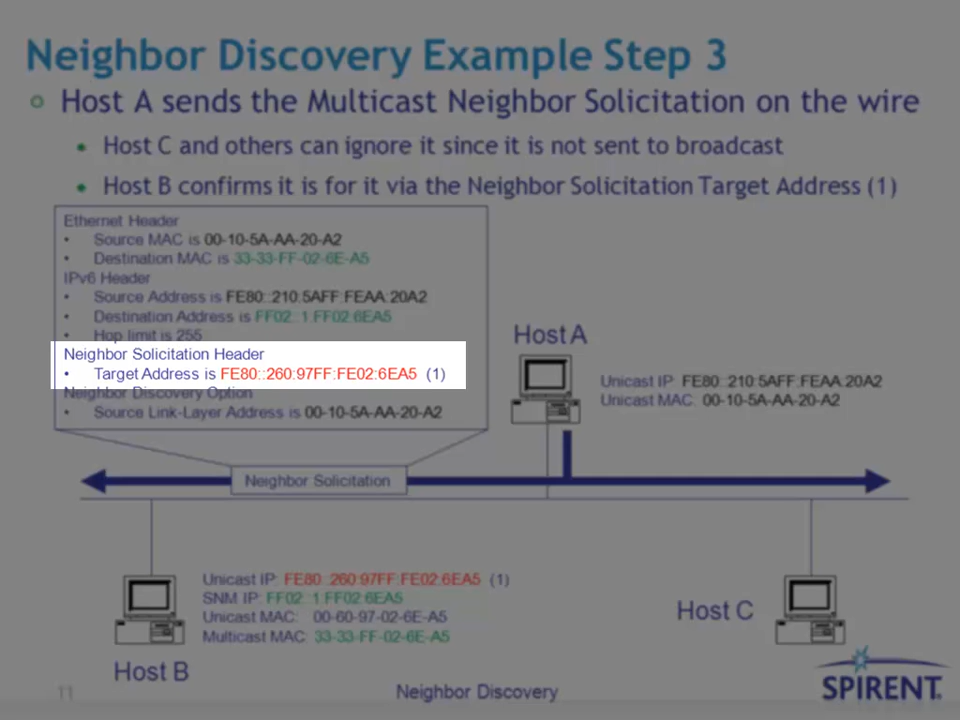 Neighbor Discovery Example Step 3
Host A sends the Multicast Neighbor Solicitation on the wire
• Host C and others can ignore it since it is not sent to broadcast
• Host B confirms it is for it via the Neighbor Solicitation Target Address (1)
Ethernet Header
• Source MAC is 00-10-5A-AA-20-A2
• Destination MAC is 33-33-FF-02-6E-A5
IPv6 Header
• Source Address is FE80::210:5AFF:FEAA:20A2
• Destination Address is FF02::1:FF02:6EA5
• Hop limit is 255
Neighbor Solicitation Header
• Target Address is FE80::260:97FF:FE02:6EA5 (1)
Neighbor Discovery Option
• Source Link-Layer Address is 00-10-5A-AA-20-A2
Host A
Unicast IP: FE80::210:5AFF:FEAA:20A2
Unicast MAC: 00-10-5A-AA-20-A2
Neighbor Solicitation
Unicast IP: FE80::260:97FF:FE02:6EA5 (1)
SNM IP: FF02::1:FF02:6EA5
Unicast MAC: 00-60-97-02-6E-A5
Multicast MAC: 33-33-FF-02-6E-A5
Host B
Host C
11
Neighbor Discovery
SPIRENT